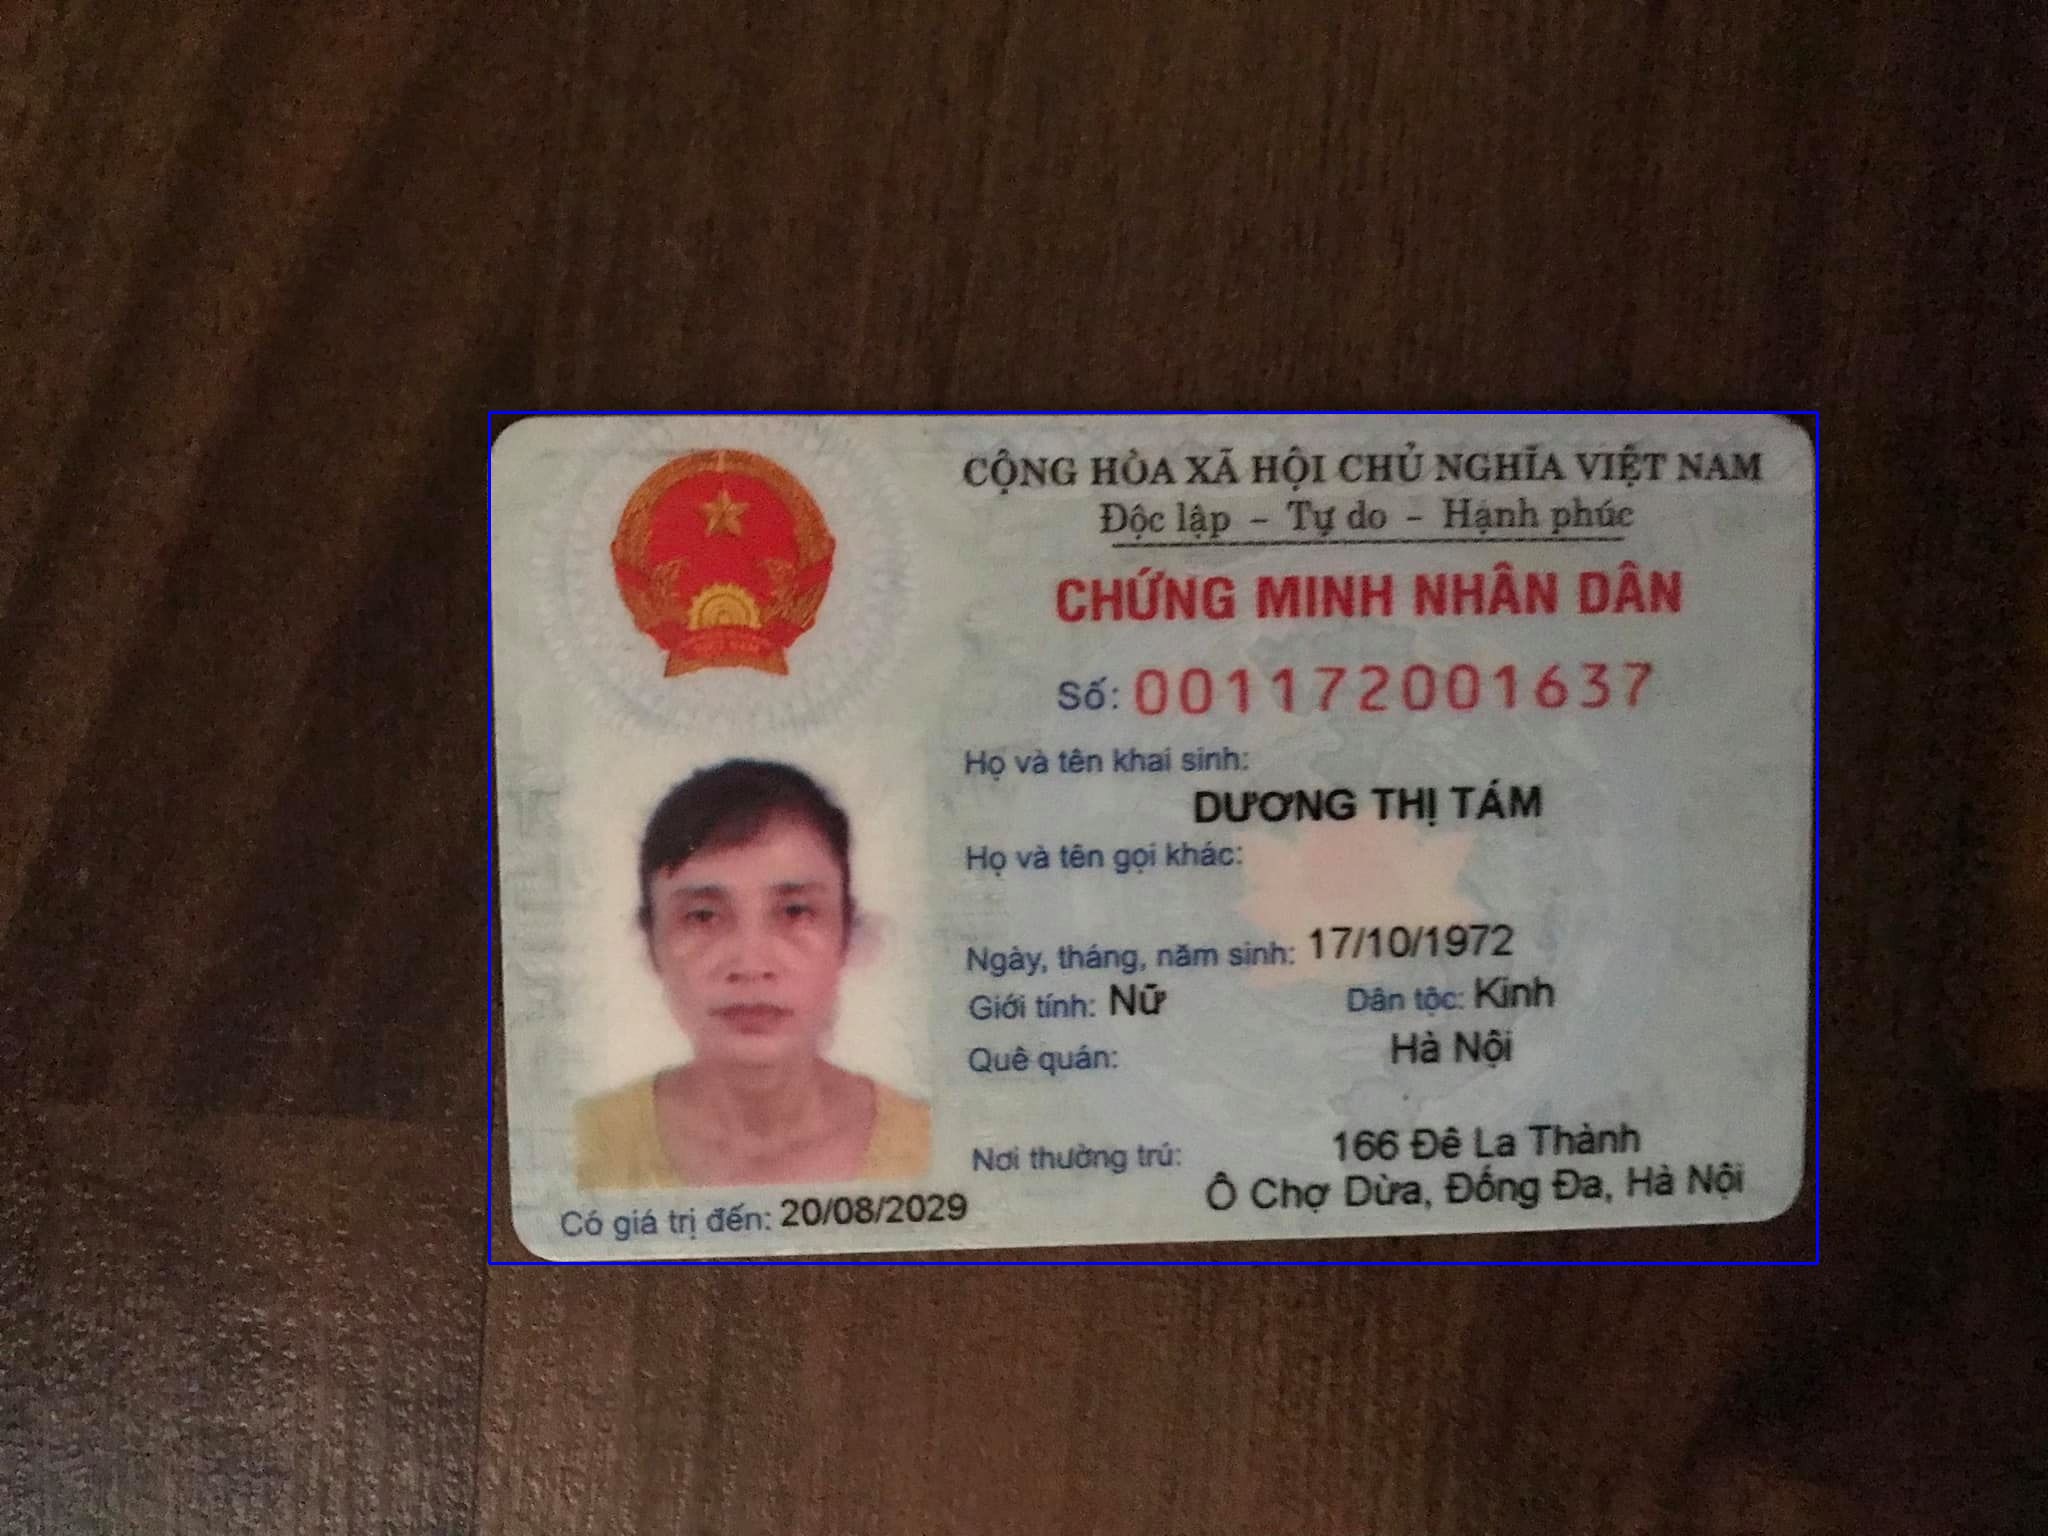 CỘNG HÒA XÃ HỘI CHỦ NGHĨA VIỆT NAM
Độc lập - Tự do - Hạnh phúc
CHỨNG MINH NHÂN DÂN
Số: 001172001637
Họ và tên khai sinh:
DƯƠNG THỊ TÁM
Họ và tên gọi khác:
Ngày, tháng, năm sinh: 17/10/1972
Giới tính: Nữ Dân tộc: Kinh
Quê quán: Hà Nội
Nơi thường trú: 166 Đê La Thành
Ô Chợ Dừa, Đống Đa, Hà Nội
Có giá trị đến: 20/08/2029